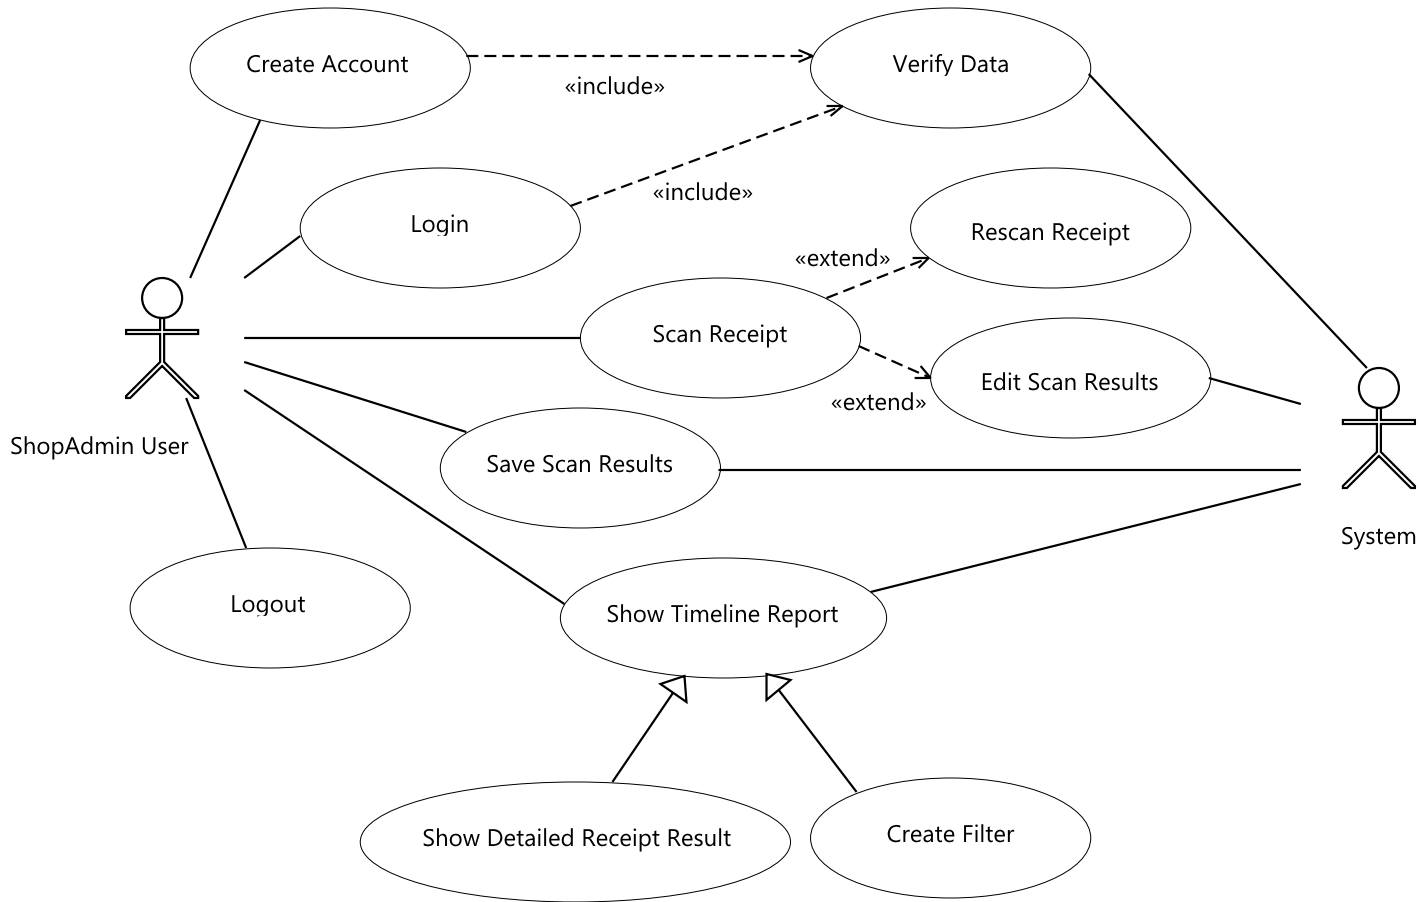 Create Account
Verify Data
«include»
«include»
Login
Rescan Receipt
«extend»
Scan Receipt
Edit Scan Results
«extend»
ShopAdmin User
Save Scan Results
System
Logout
Show Timeline Report
Show Detailed Receipt Result
Create Filter